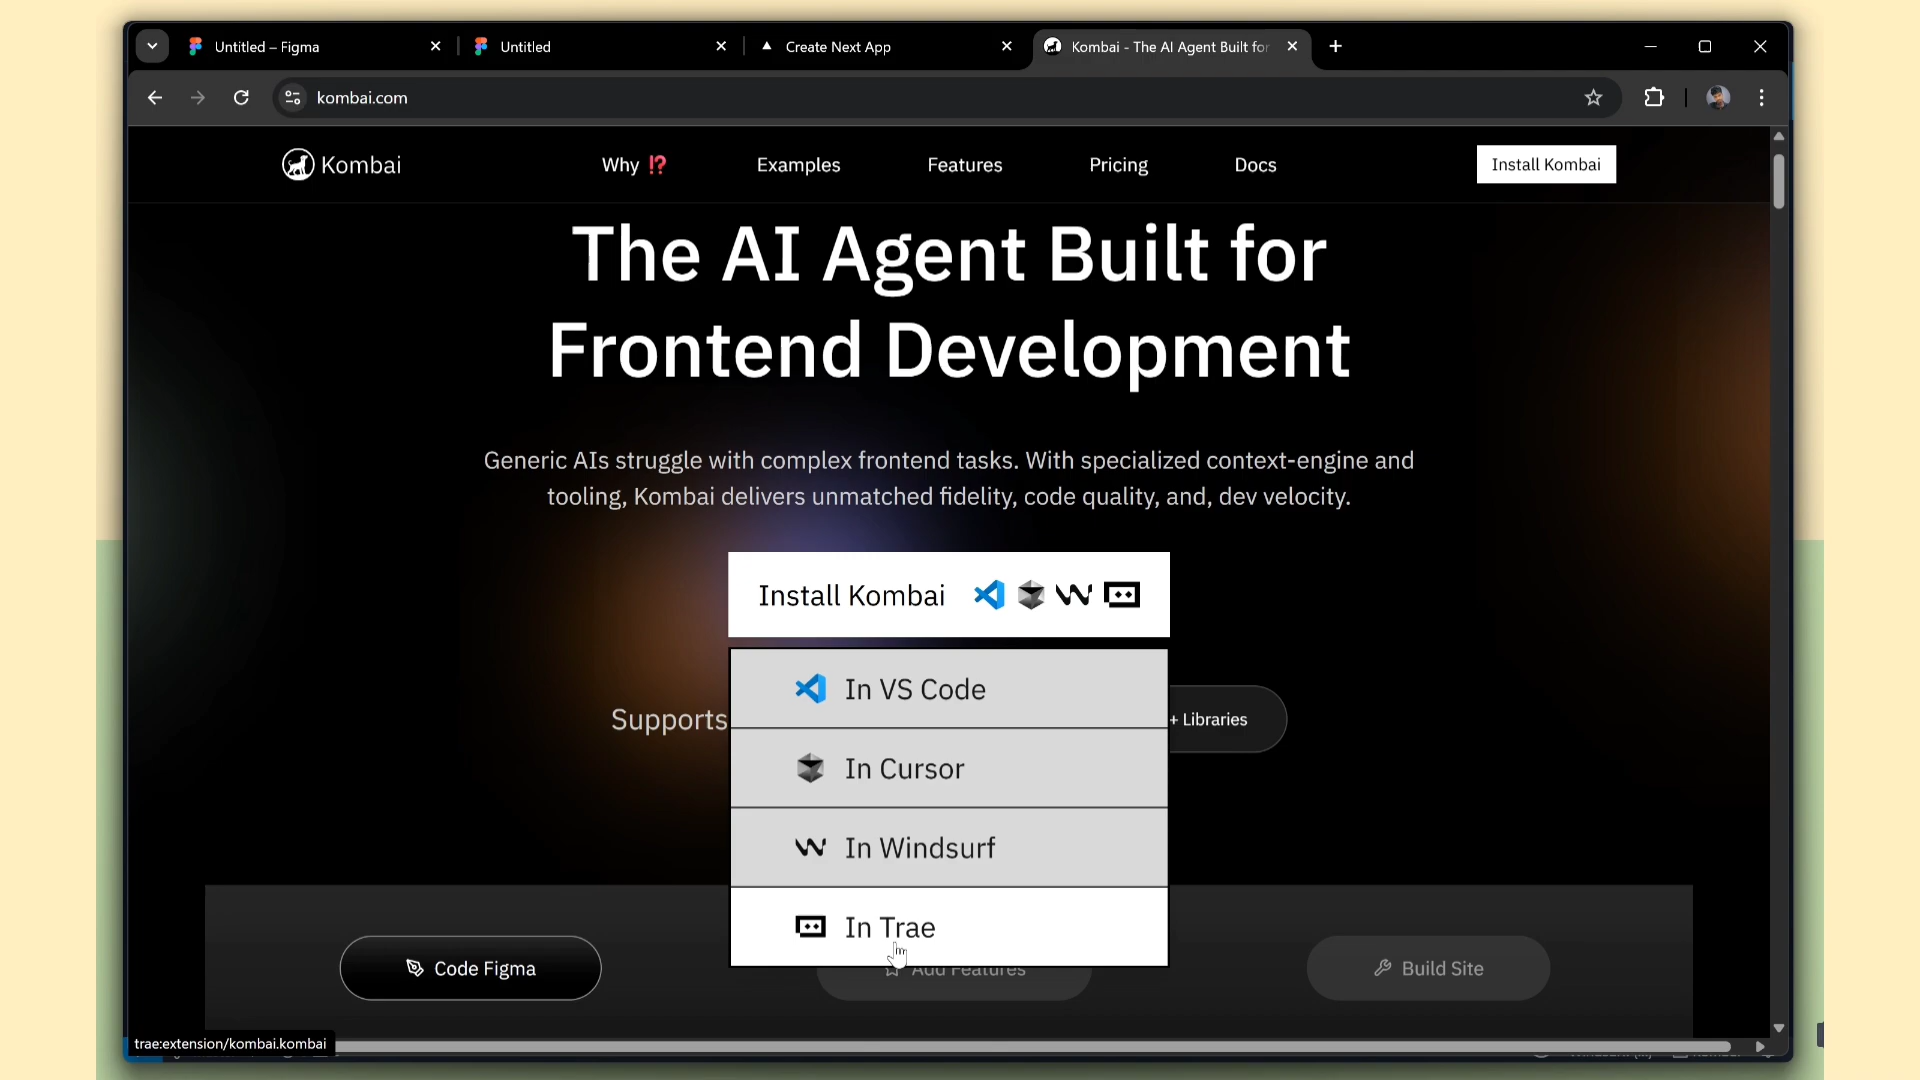 Untitled – Figma
Untitled
Create Next App
Kombai - The AI Agent Built for
kombai.com
Kombai
Why ⁉️
Examples
Features
Pricing
Docs
Install Kombai
The AI Agent Built for
Frontend Development
Generic AIs struggle with complex frontend tasks. With specialized context-engine and
tooling, Kombai delivers unmatched fidelity, code quality, and, dev velocity.
Install Kombai
In VS Code
Supports
+ Libraries
In Cursor
In Windsurf
In Trae
Code Figma
Add Features
Build Site
trae:extension/kombai.kombai